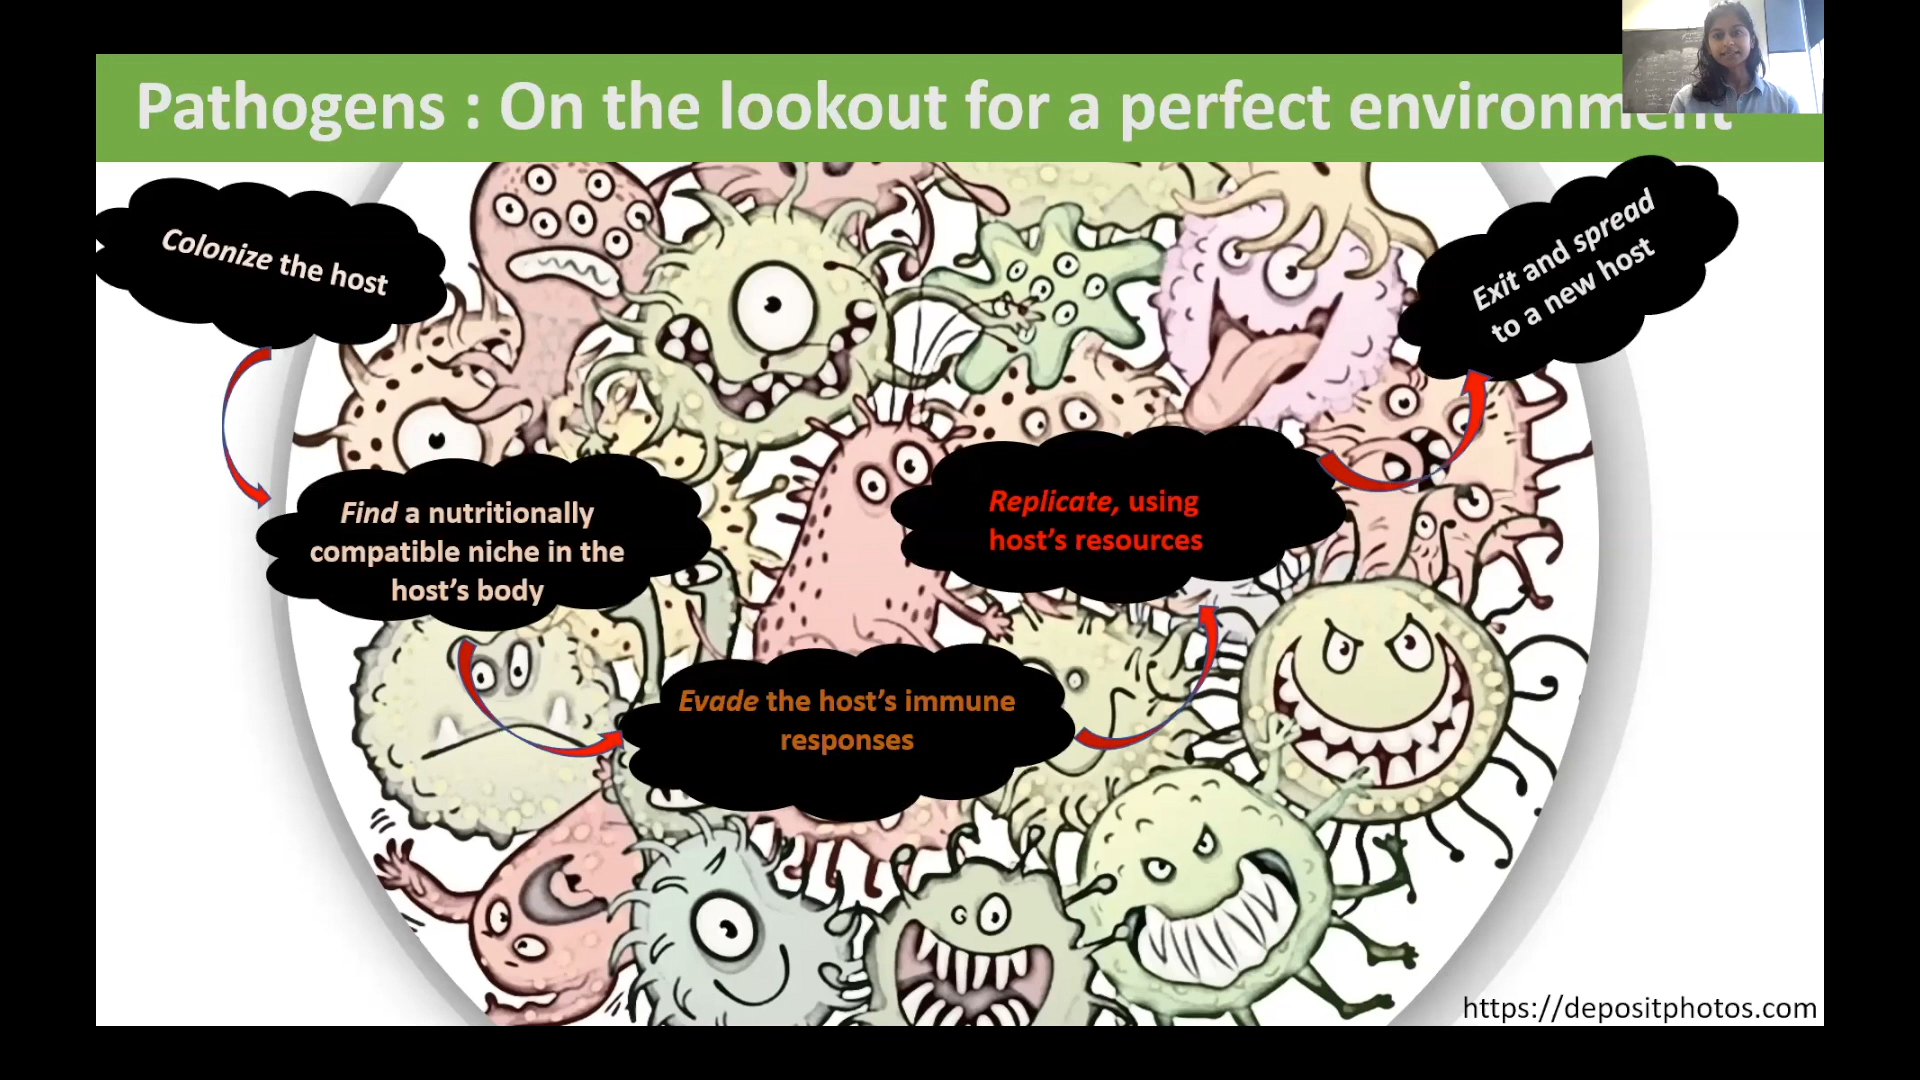 Pathogens : On the lookout for a perfect environment
Colonize the host
Find a nutritionally
compatible niche in the
host’s body
Evade the host’s immune
responses
Replicate, using
host’s resources
Exit and spread
to a new host
https://depositphotos.com